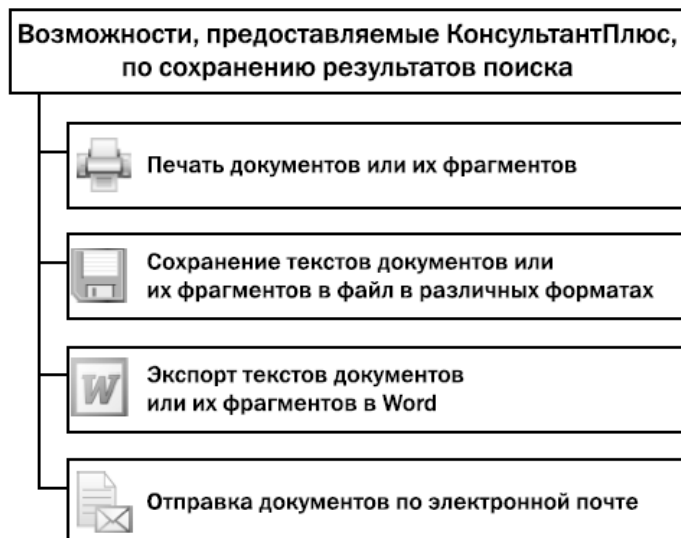 Возможности, предоставляемые КонсультантПлюс,
по сохранению результатов поиска
Печать документов или их фрагментов
Сохранение текстов документов или
их фрагментов в файл в различных форматах
W
Экспорт текстов документов
или их фрагментов в Word
Отправка документов по электронной почте